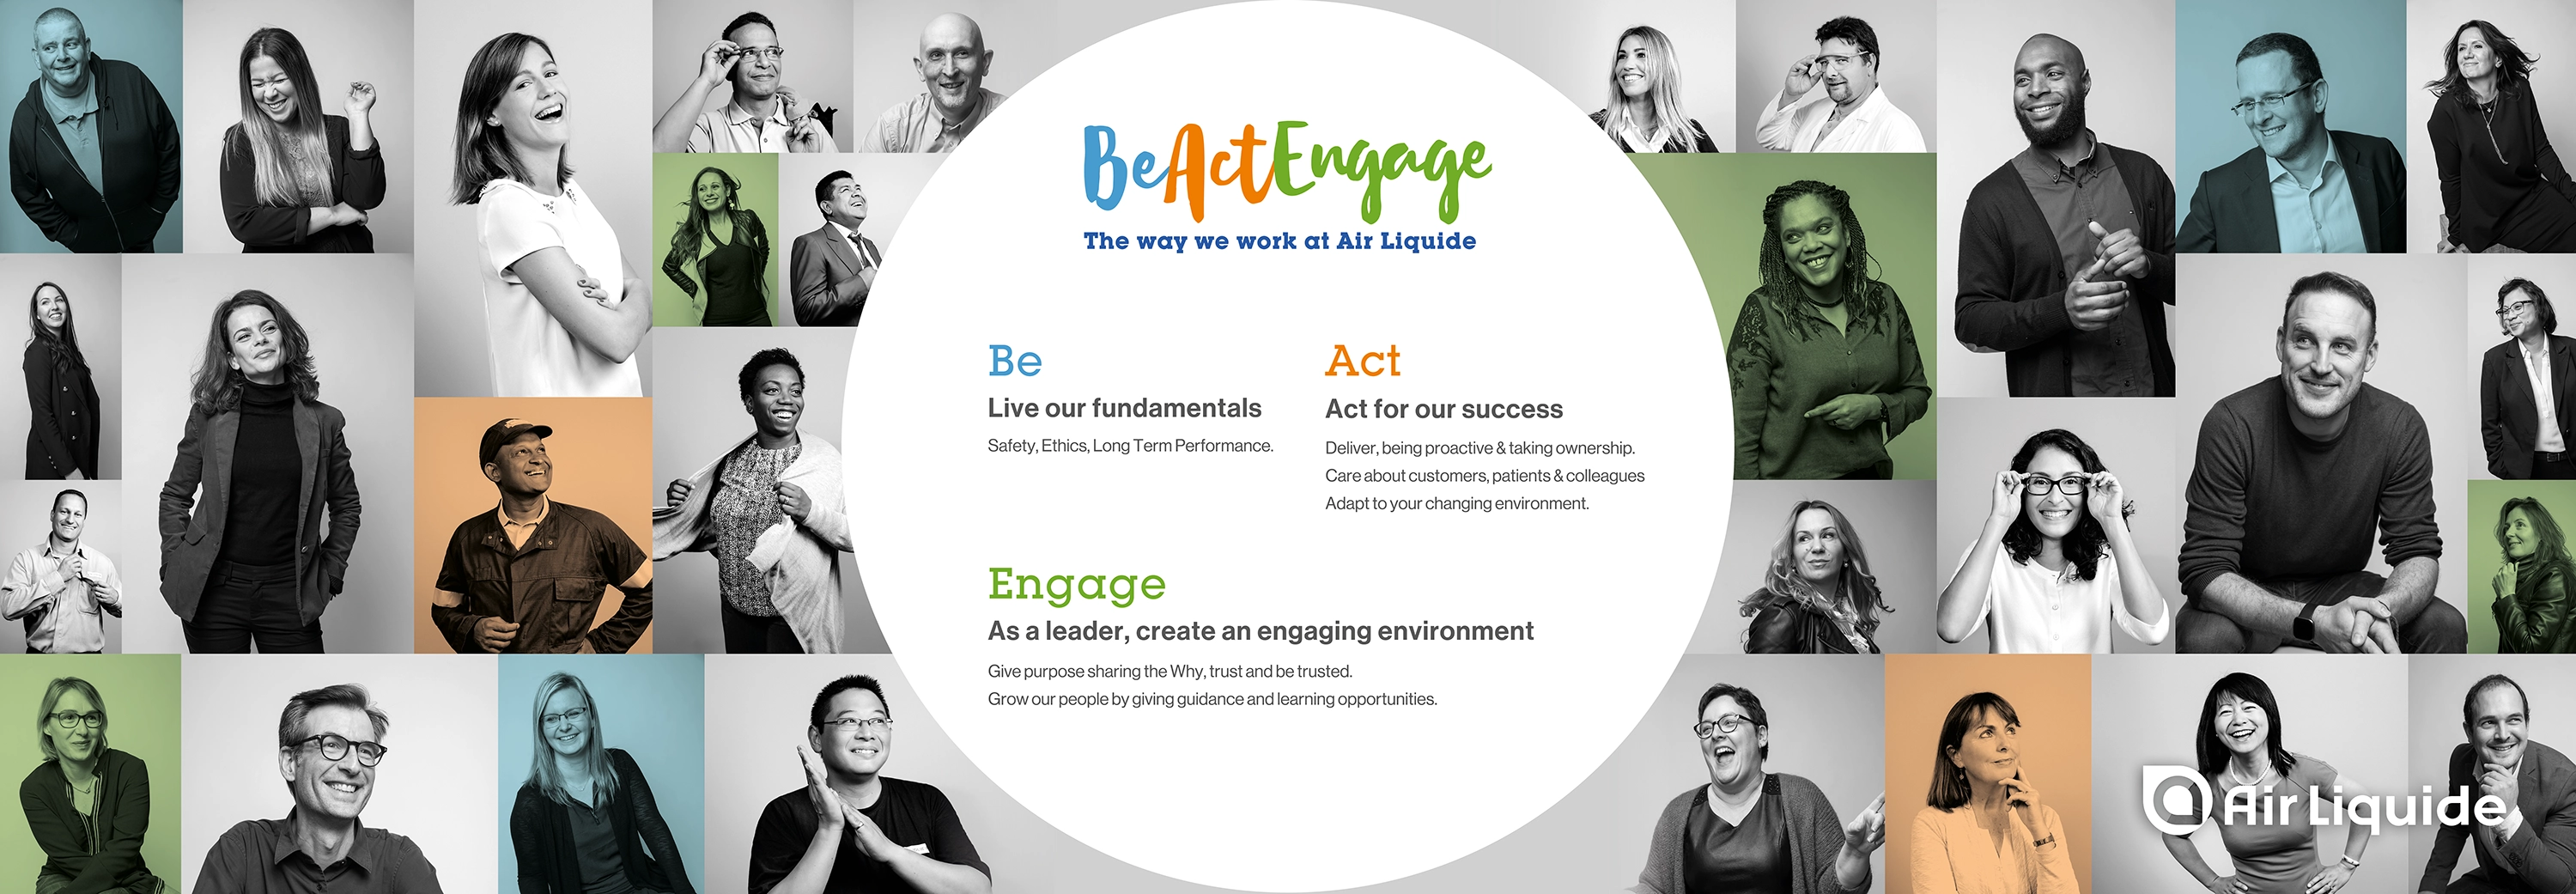 BeActEngage
The way we work at Air Liquide
Be
Live our fundamentals
Safety, Ethics, Long Term Performance.
Act
Act for our success
Deliver, being proactive & taking ownership.
Care about customers, patients & colleagues
Adapt to your changing environment.
Engage
As a leader, create an engaging environment
Give purpose sharing the Why, trust and be trusted.
Grow our people by giving guidance and learning opportunities.
Air Liquide